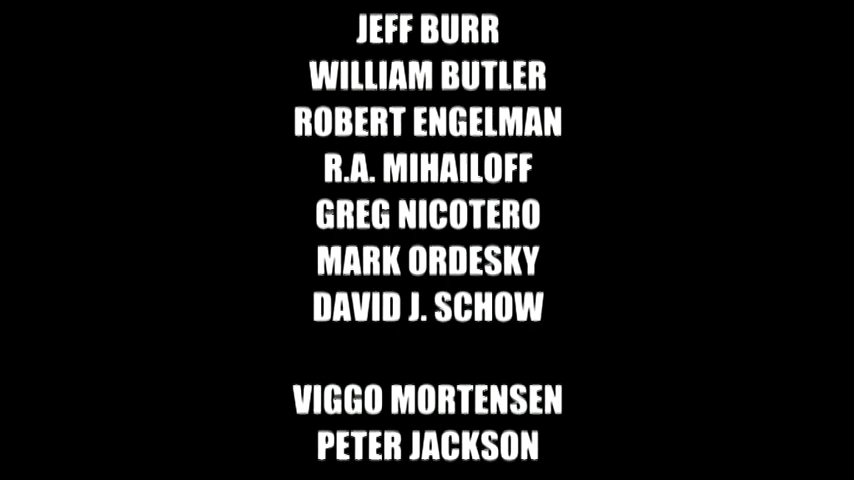 JEFF BURR
WILLIAM BUTLER
ROBERT ENGELMAN
R.A. MIHAILOFF
GREG NICOTERO
MARK ORDESKY
DAVID J. SCHOW
VIGGO MORTENSEN
PETER JACKSON